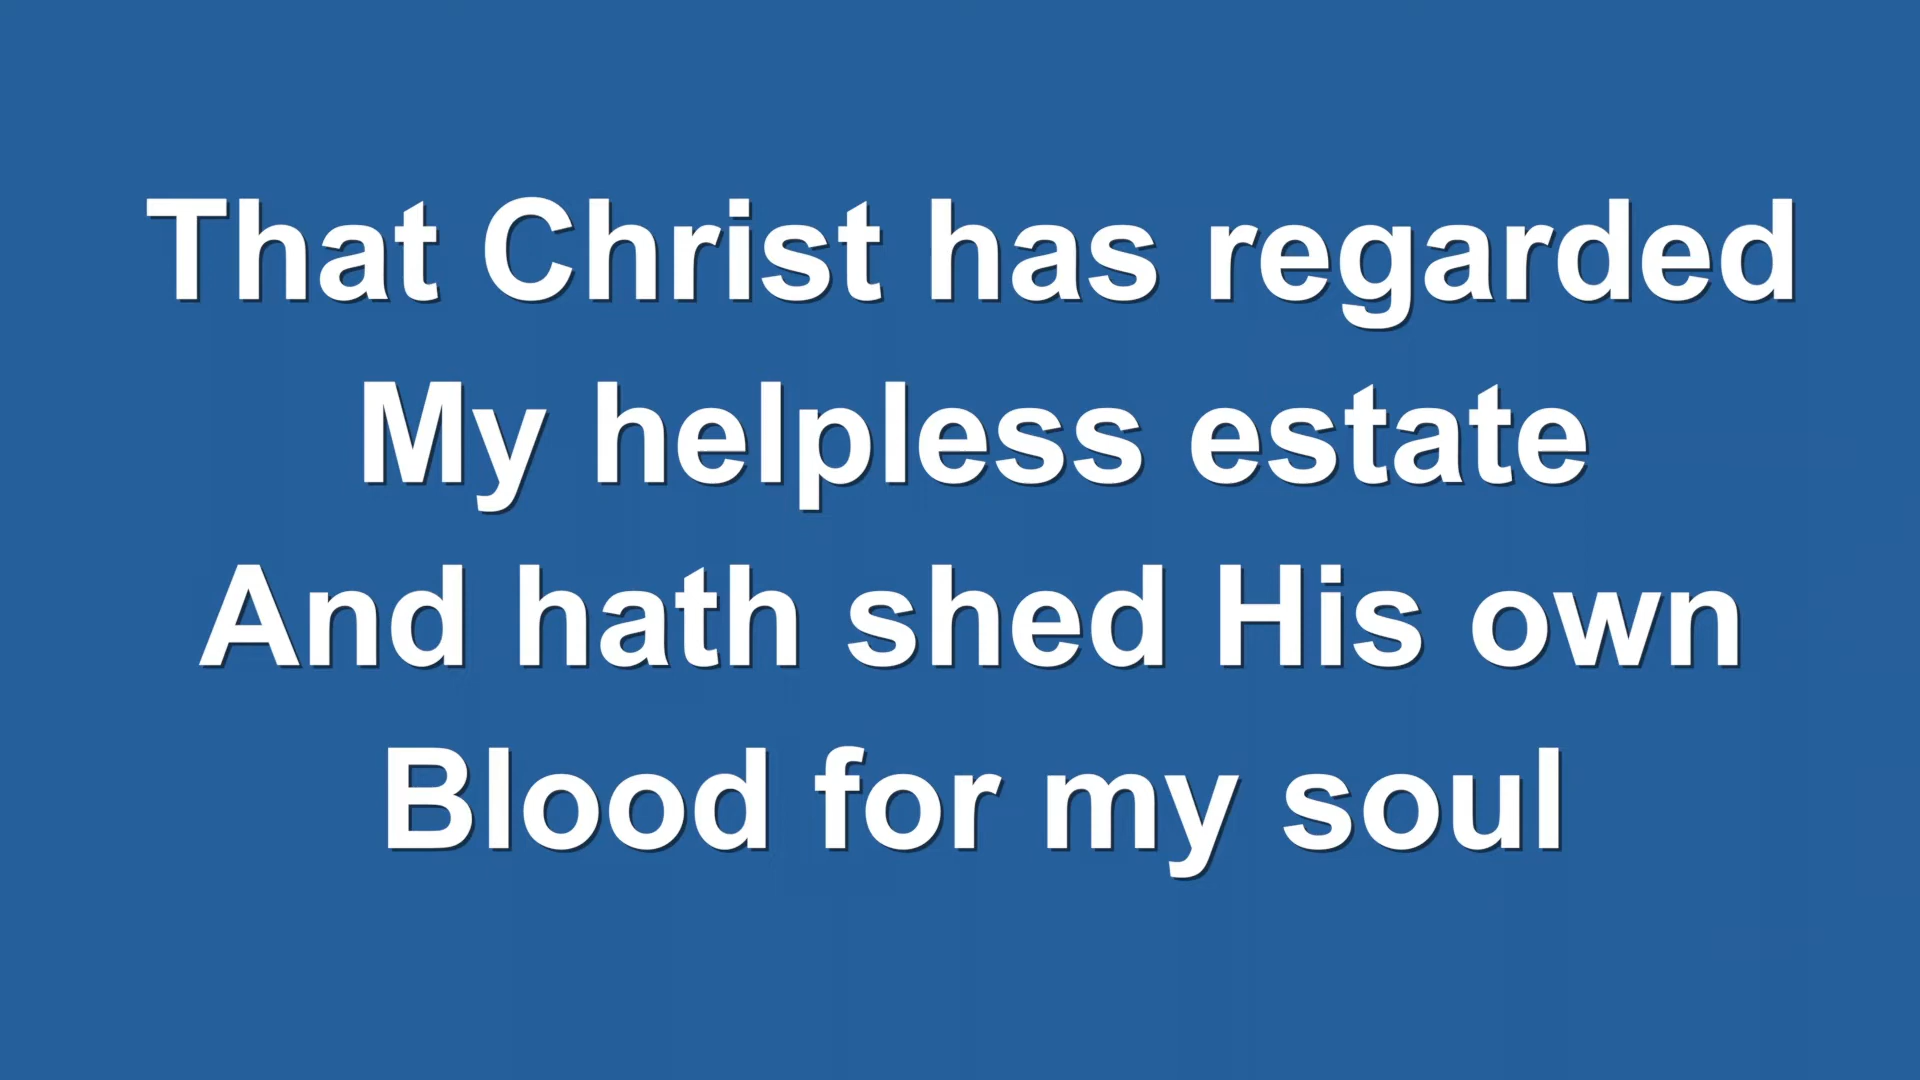 That Christ has regarded
My helpless estate
And hath shed His own
Blood for my soul